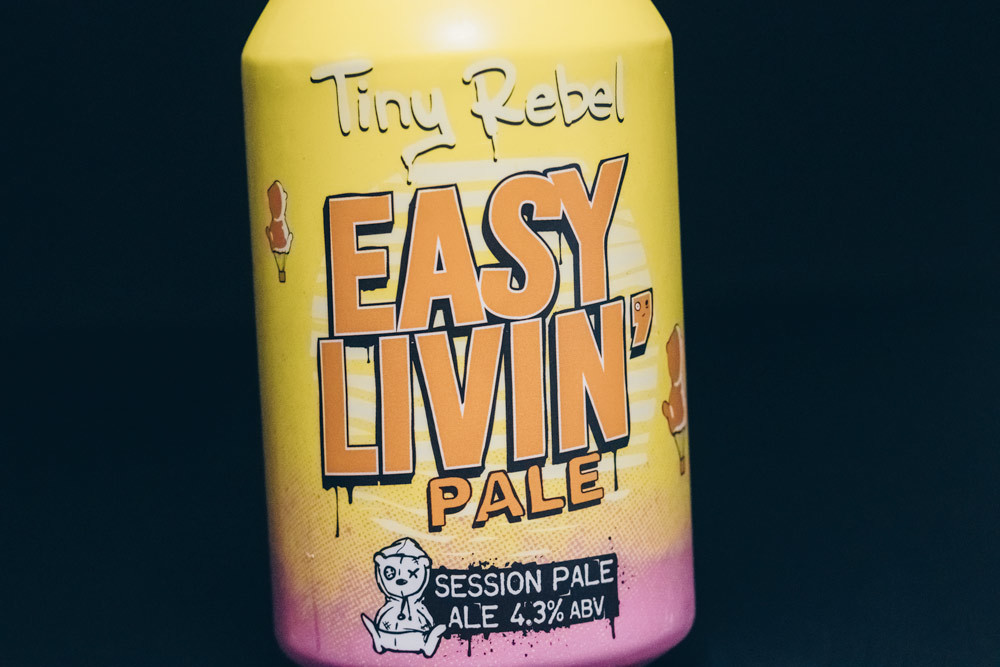 Tiny Rebel
EASY
LIVIN'
PALE
SESSION PALE
ALE 4.3% ABV